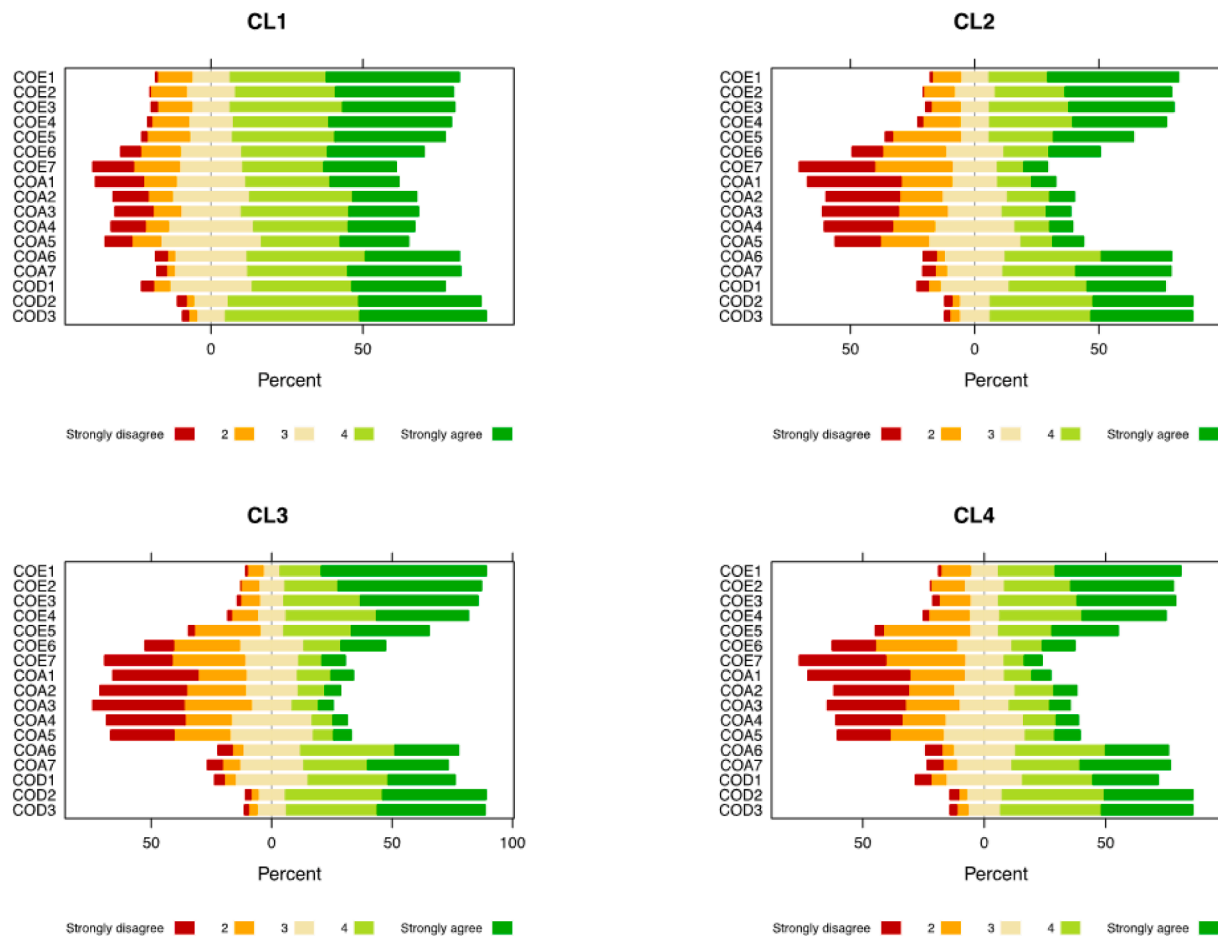 CL1
COE1
COE2
COE3
COE4
COE5
COE6
COE7
COA1
COA2
COA3
COA4
COA5
COA6
COA7
COD1
COD2
COD3
0 50
Percent
Strongly disagree 2 3 4 Strongly agree
CL2
COE1
COE2
COE3
COE4
COE5
COE6
COE7
COA1
COA2
COA3
COA4
COA5
COA6
COA7
COD1
COD2
COD3
50 0 50
Percent
Strongly disagree 2 3 4 Strongly agree
CL3
COE1
COE2
COE3
COE4
COE5
COE6
COE7
COA1
COA2
COA3
COA4
COA5
COA6
COA7
COD1
COD2
COD3
50 0 50 100
Percent
Strongly disagree 2 3 4 Strongly agree
CL4
COE1
COE2
COE3
COE4
COE5
COE6
COE7
COA1
COA2
COA3
COA4
COA5
COA6
COA7
COD1
COD2
COD3
50 0 50
Percent
Strongly disagree 2 3 4 Strongly agree